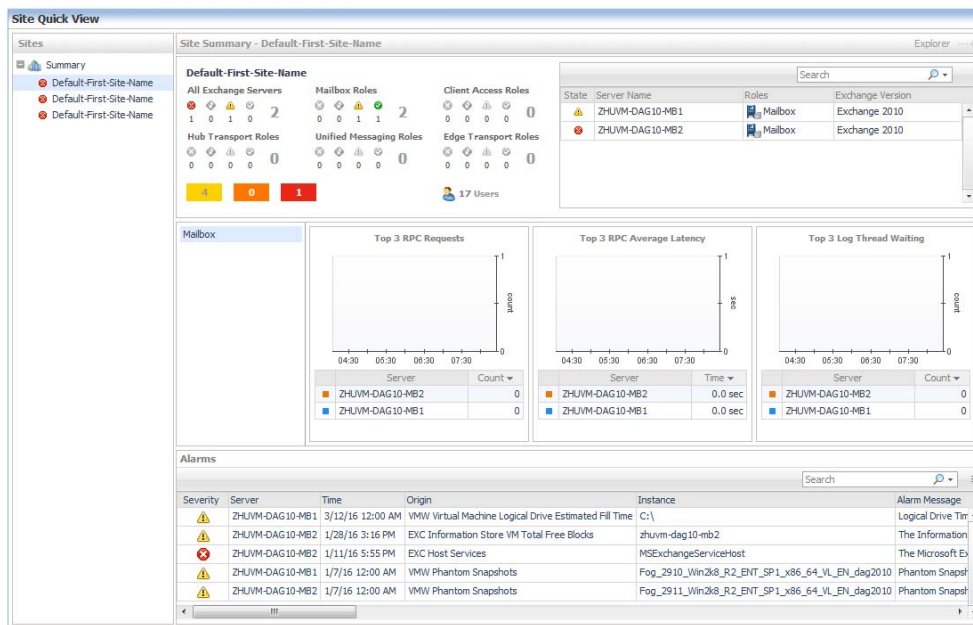 Site Quick View
Sites
Summary
Default-First-Site-Name
Default-First-Site-Name
Default-First-Site-Name
Site Summary - Default-First-Site-Name
Explorer
Default-First-Site-Name
All Exchange Servers Mailbox Roles Client Access Roles
1 0 1 0 2 0 0 1 1 2 0 0 0 0 0
Hub Transport Roles Unified Messaging Roles Edge Transport Roles
0 0 0 0 0 0 0 0 0 0 0 0 0 0 0
4 0 1 17 Users
Search
State Server Name Roles Exchange Version
ZHUVM-DAG10-MB1 Mailbox Exchange 2010
ZHUVM-DAG10-MB2 Mailbox Exchange 2010
Mailbox
Top 3 RPC Requests
1
count
0
04:30 05:30 06:30 07:30
Server Count
ZHUVM-DAG10-MB2 0
ZHUVM-DAG10-MB1 0
Top 3 RPC Average Latency
1
sec
0
04:30 05:30 06:30 07:30
Server Time
ZHUVM-DAG10-MB2 0.0 sec
ZHUVM-DAG10-MB1 0.0 sec
Top 3 Log Thread Waiting
1
count
0
04:30 05:30 06:30 07:30
Server Count
ZHUVM-DAG10-MB2 0
ZHUVM-DAG10-MB1 0
Alarms
Search
Severity Server Time Origin Instance Alarm Message
ZHUVM-DAG10-MB1 3/12/16 12:00 AM VMW Virtual Machine Logical Drive Estimated Fill Time C:\ Logical Drive Tim
ZHUVM-DAG10-MB2 1/28/16 3:16 PM EXC Information Store VM Total Free Blocks zhuvm-dag10-mb2 The Information
ZHUVM-DAG10-MB2 1/11/16 5:55 PM EXC Host Services MSExchangeServiceHost The Microsoft Ex
ZHUVM-DAG10-MB1 1/7/16 12:00 AM VMW Phantom Snapshots Fog_2910_Win2k8_R2_ENT_SP1_x86_64_VL_EN_dag2010 Phantom Snapsh
ZHUVM-DAG10-MB2 1/7/16 12:00 AM VMW Phantom Snapshots Fog_2911_Win2k8_R2_ENT_SP1_x86_64_VL_EN_dag2010 Phantom Snapsh